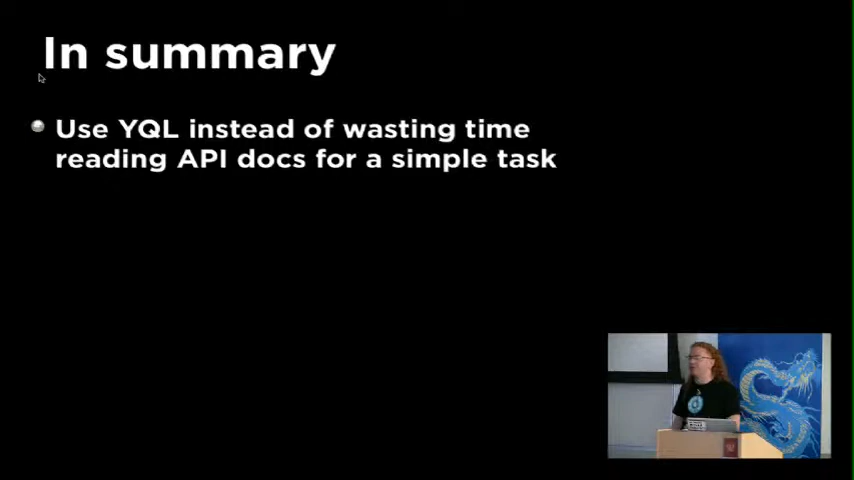 In summary
Use YQL instead of wasting time
reading API docs for a simple task